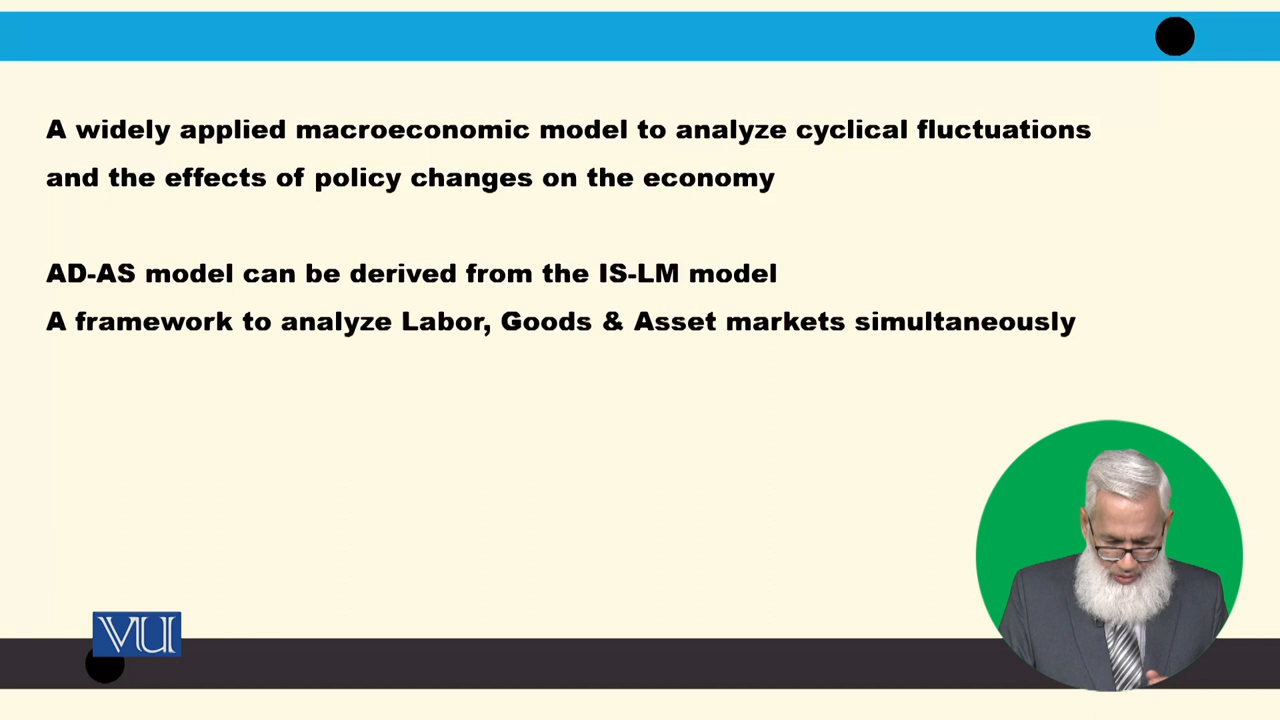 A widely applied macroeconomic model to analyze cyclical fluctuations
and the effects of policy changes on the economy
AD-AS model can be derived from the IS-LM model
A framework to analyze Labor, Goods & Asset markets simultaneously
VU